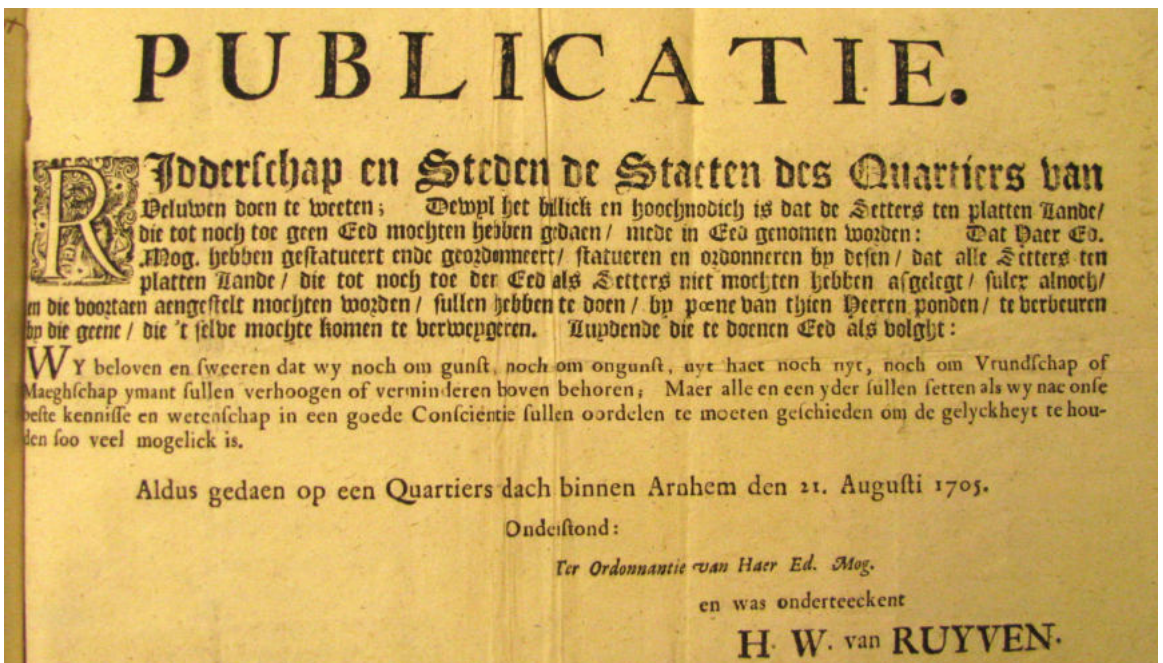 PUBLICATIE.
RIdderſchap en Steden de Staeten des Quartiers van
Veluwen doen te weeten; Dewyl het billick en hoochnodich is dat de Setters ten platten Lande/
die tot noch toe geen Eed mochten hebben gedaen / mede in Eed genomen worden: Dat Haer Ed.
Mog. hebben geſtatueert ende geordonneert/ ſtatueren en ordonneren by deſen / dat alle Setters ten
platten Lande / die tot noch toe der Eed als Setters niet mochten hebben afgelegt / ſulcx alnoch/
en die voortaen aengeſtelt mochten worden / ſullen hebben te doen / by pœne van thien Heeren ponden / te verbeuren
by die geene / die 't ſelve mochte komen te verweygeren. Luydende die te doenen Eed als volght:
WY beloven en ſweeren dat wy noch om gunſt, noch om ongunſt, uyt haet noch nyt, noch om Vrundſchap of
Maeghſchap ymant ſullen verhoogen of verminderen boven behoren; Maer alle en een yder ſullen ſetten als wy nae onſe
beſte kenniſſe en wetenſchap in een goede Conſcientie ſullen oordelen te moeten geſchieden om de gelyckheyt te hou-
den ſoo veel mogelick is.
Aldus gedaen op een Quartiers dach binnen Arnhem den 21. Auguſti 1705.
Onderſtond:
Ter Ordonnantie van Haer Ed. Mog.
en was onderteeckent
H. W. van RUYVEN.